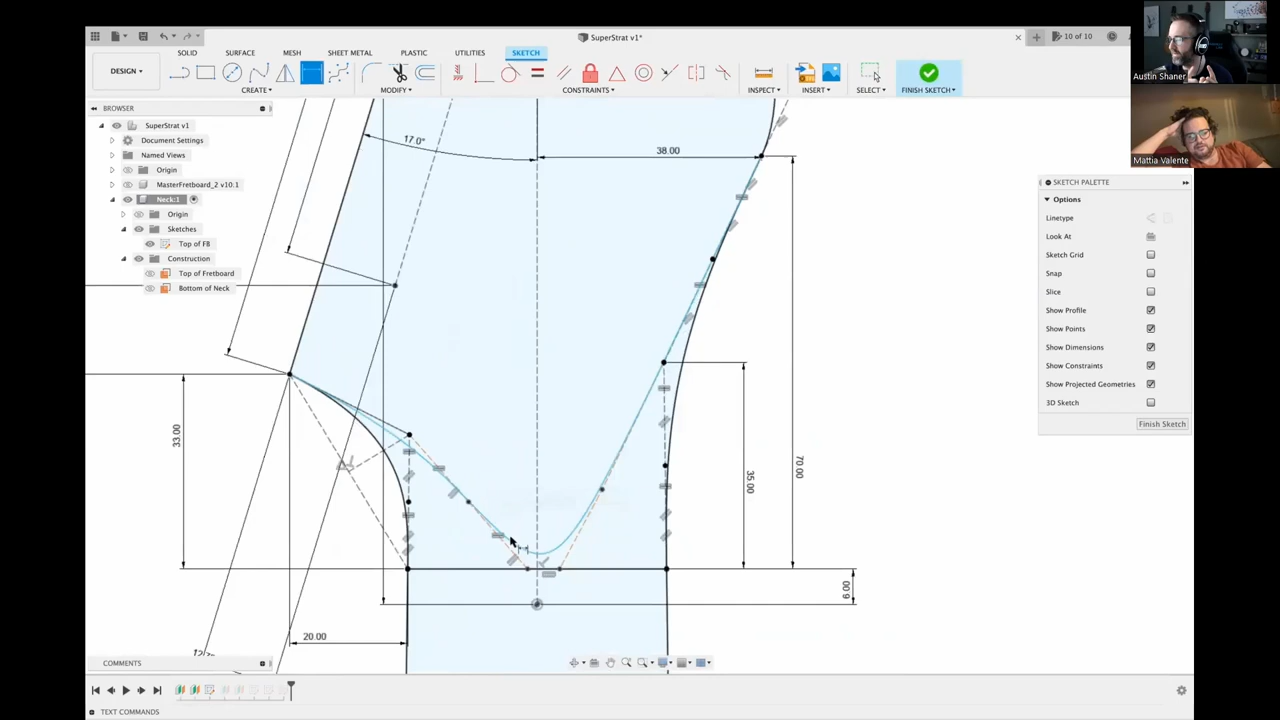 SuperStrat v1*
10 of 10
SOLID SURFACE MESH SHEET METAL PLASTIC UTILITIES SKETCH
DESIGN
CREATE MODIFY CONSTRAINTS INSPECT INSERT SELECT FINISH SKETCH
Austin Shaner
Mattia Valente
BROWSER
SuperStrat v1
Document Settings
Named Views
Origin
MasterFretboard_2 v10:1
Neck:1
Origin
Sketches
Top of FB
Construction
Top of Fretboard
Bottom of Neck
17.0°
38.00
33.00
35.00
70.00
6.00
20.00
SKETCH PALETTE
Options
Linetype
Look At
Sketch Grid
Snap
Slice
Show Profile
Show Points
Show Dimensions
Show Constraints
Show Projected Geometries
3D Sketch
Finish Sketch
COMMENTS
TEXT COMMANDS